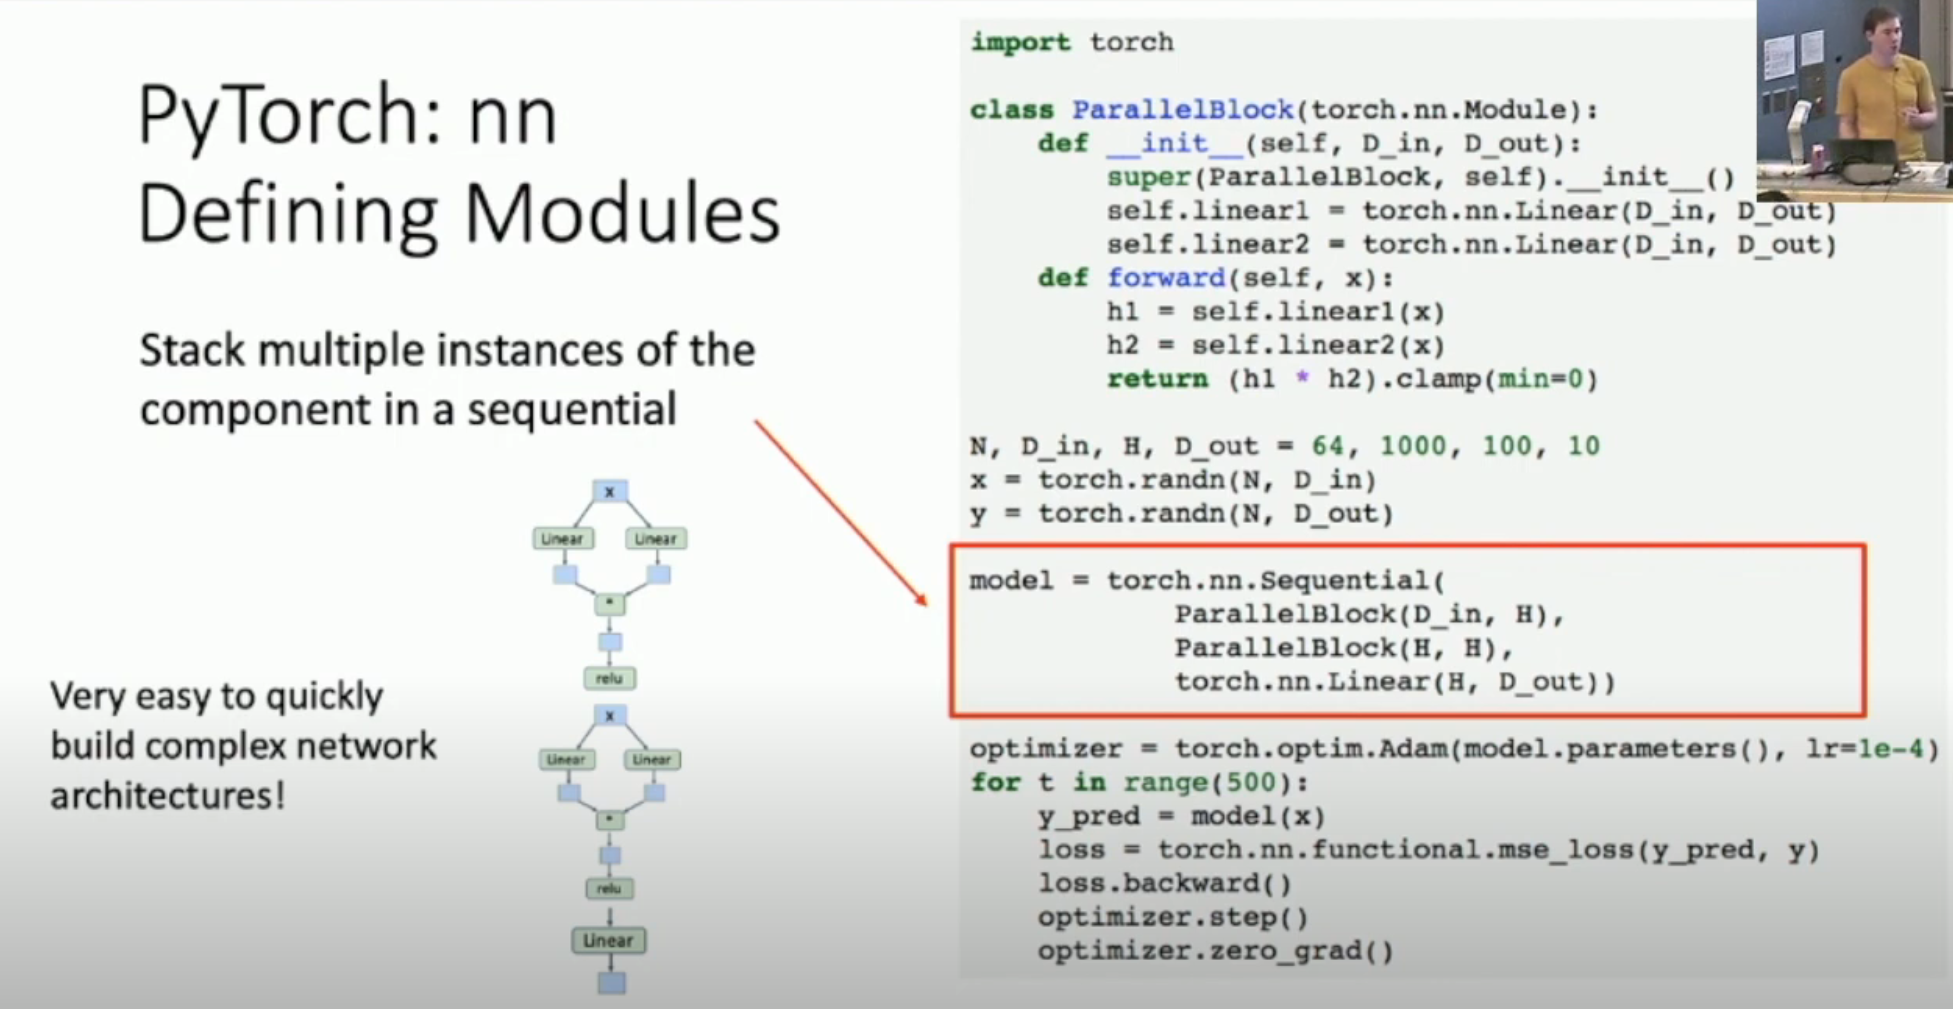 PyTorch: nn
Defining Modules
Stack multiple instances of the
component in a sequential
x
Linear Linear
*
relu
x
Linear Linear
*
relu
Linear
Very easy to quickly
build complex network
architectures!
import torch
class ParallelBlock(torch.nn.Module):
    def __init__(self, D_in, D_out):
        super(ParallelBlock, self).__init__()
        self.linear1 = torch.nn.Linear(D_in, D_out)
        self.linear2 = torch.nn.Linear(D_in, D_out)
    def forward(self, x):
        h1 = self.linear1(x)
        h2 = self.linear2(x)
        return (h1 * h2).clamp(min=0)
N, D_in, H, D_out = 64, 1000, 100, 10
x = torch.randn(N, D_in)
y = torch.randn(N, D_out)
model = torch.nn.Sequential(
            ParallelBlock(D_in, H),
            ParallelBlock(H, H),
            torch.nn.Linear(H, D_out))
optimizer = torch.optim.Adam(model.parameters(), lr=1e-4)
for t in range(500):
    y_pred = model(x)
    loss = torch.nn.functional.mse_loss(y_pred, y)
    loss.backward()
    optimizer.step()
    optimizer.zero_grad()